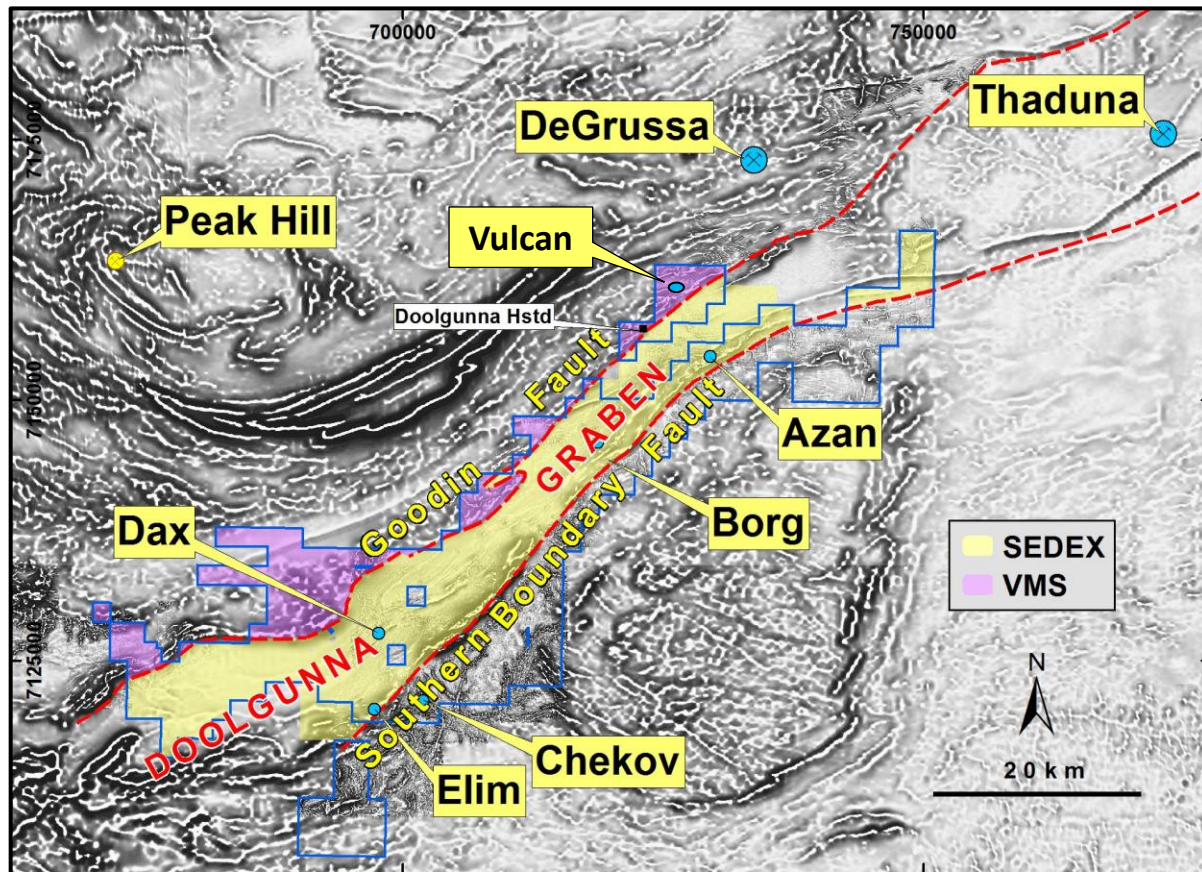 700000
750000
7175000
7150000
7125000
Thaduna
DeGrussa
Peak Hill
Vulcan
Doolgunna Hstd
Goodin Fault
DOOLGUNNA GRABEN
Southern Boundary Fault
Azan
Borg
Dax
Chekov
Elim
SEDEX
VMS
N
20 km